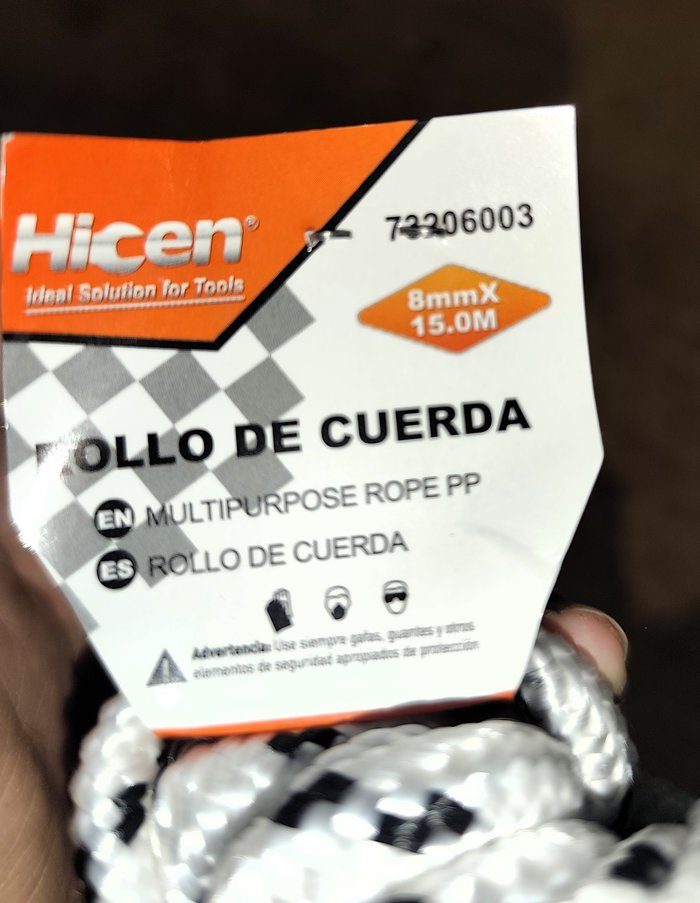 Hicen®
Ideal Solution for Tools
73206003
8mmX
15.0M
ROLLO DE CUERDA
EN MULTIPURPOSE ROPE PP
ES ROLLO DE CUERDA
Advertencia: Use siempre gafas, guantes y otros
elementos de seguridad apropiados de protección